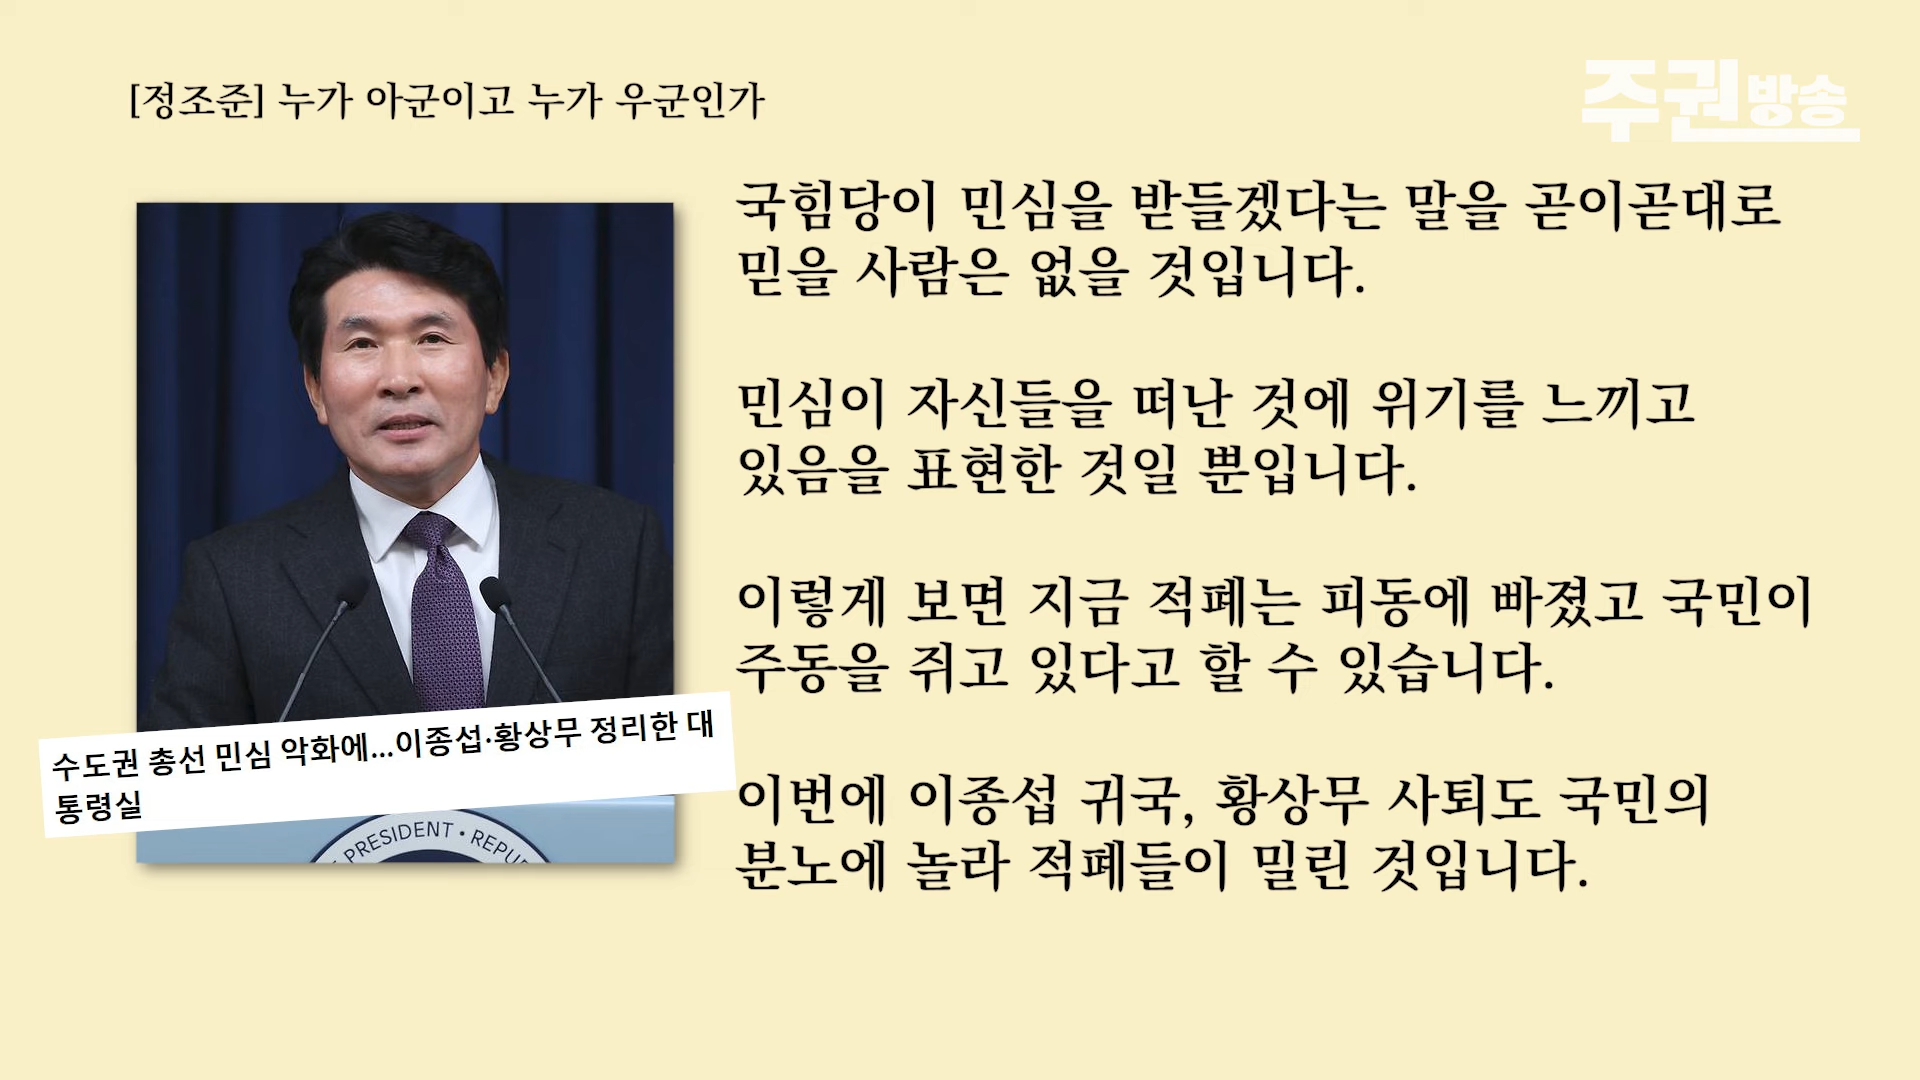 [정조준] 누가 아군이고 누가 우군인가
주권방송
국힘당이 민심을 받들겠다는 말을 곧이곧대로
믿을 사람은 없을 것입니다.
민심이 자신들을 떠난 것에 위기를 느끼고
있음을 표현한 것일 뿐입니다.
이렇게 보면 지금 적폐는 피동에 빠졌고 국민이
주동을 쥐고 있다고 할 수 있습니다.
이번에 이종섭 귀국, 황상무 사퇴도 국민의
분노에 놀라 적폐들이 밀린 것입니다.
수도권 총선 민심 악화에...이종섭·황상무 정리한 대
통령실
PRESIDENT • REPU